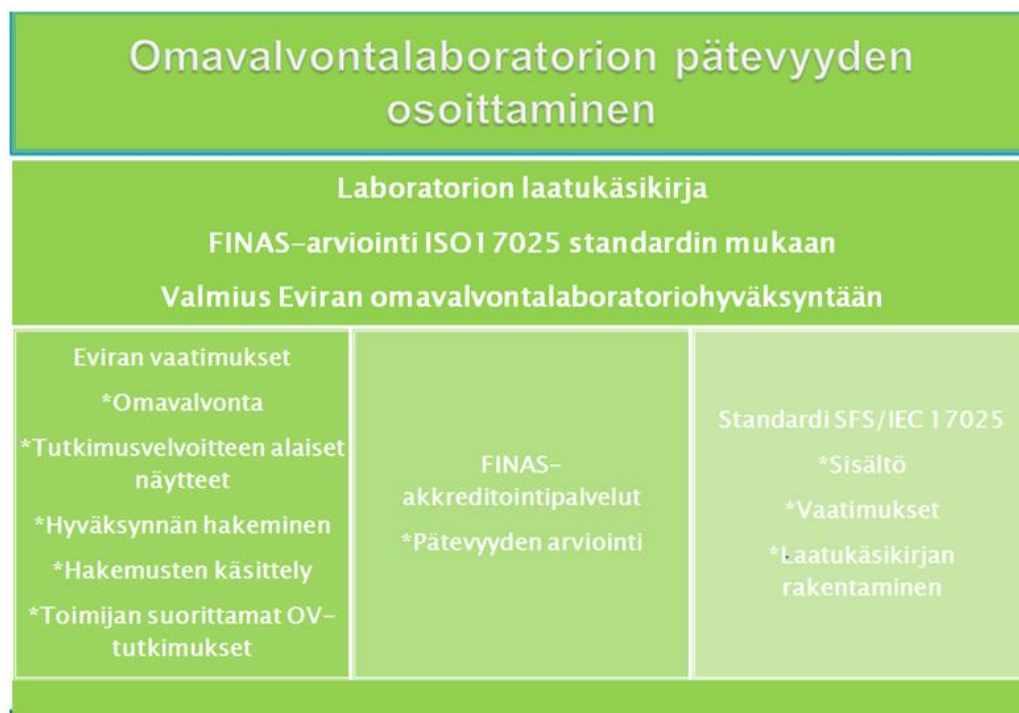 Omavalvontalaboratorion pätevyyden
osoittaminen
Laboratorion laatukäsikirja
FINAS-arviointi ISO17025 standardin mukaan
Valmius Eviran omavalvontalaboratoriohyväksyntään
Eviran vaatimukset
*Omavalvonta
*Tutkimusvelvoitteen alaiset
näytteet
*Hyväksynnän hakeminen
*Hakemusten käsittely
*Toimijan suorittamat OV-
tutkimukset
FINAS-
akkreditointipalvelut
*Pätevyyden arviointi
Standardi SFS/IEC 17025
*Sisältö
*Vaatimukset
*Laatukäsikirjan
rakentaminen